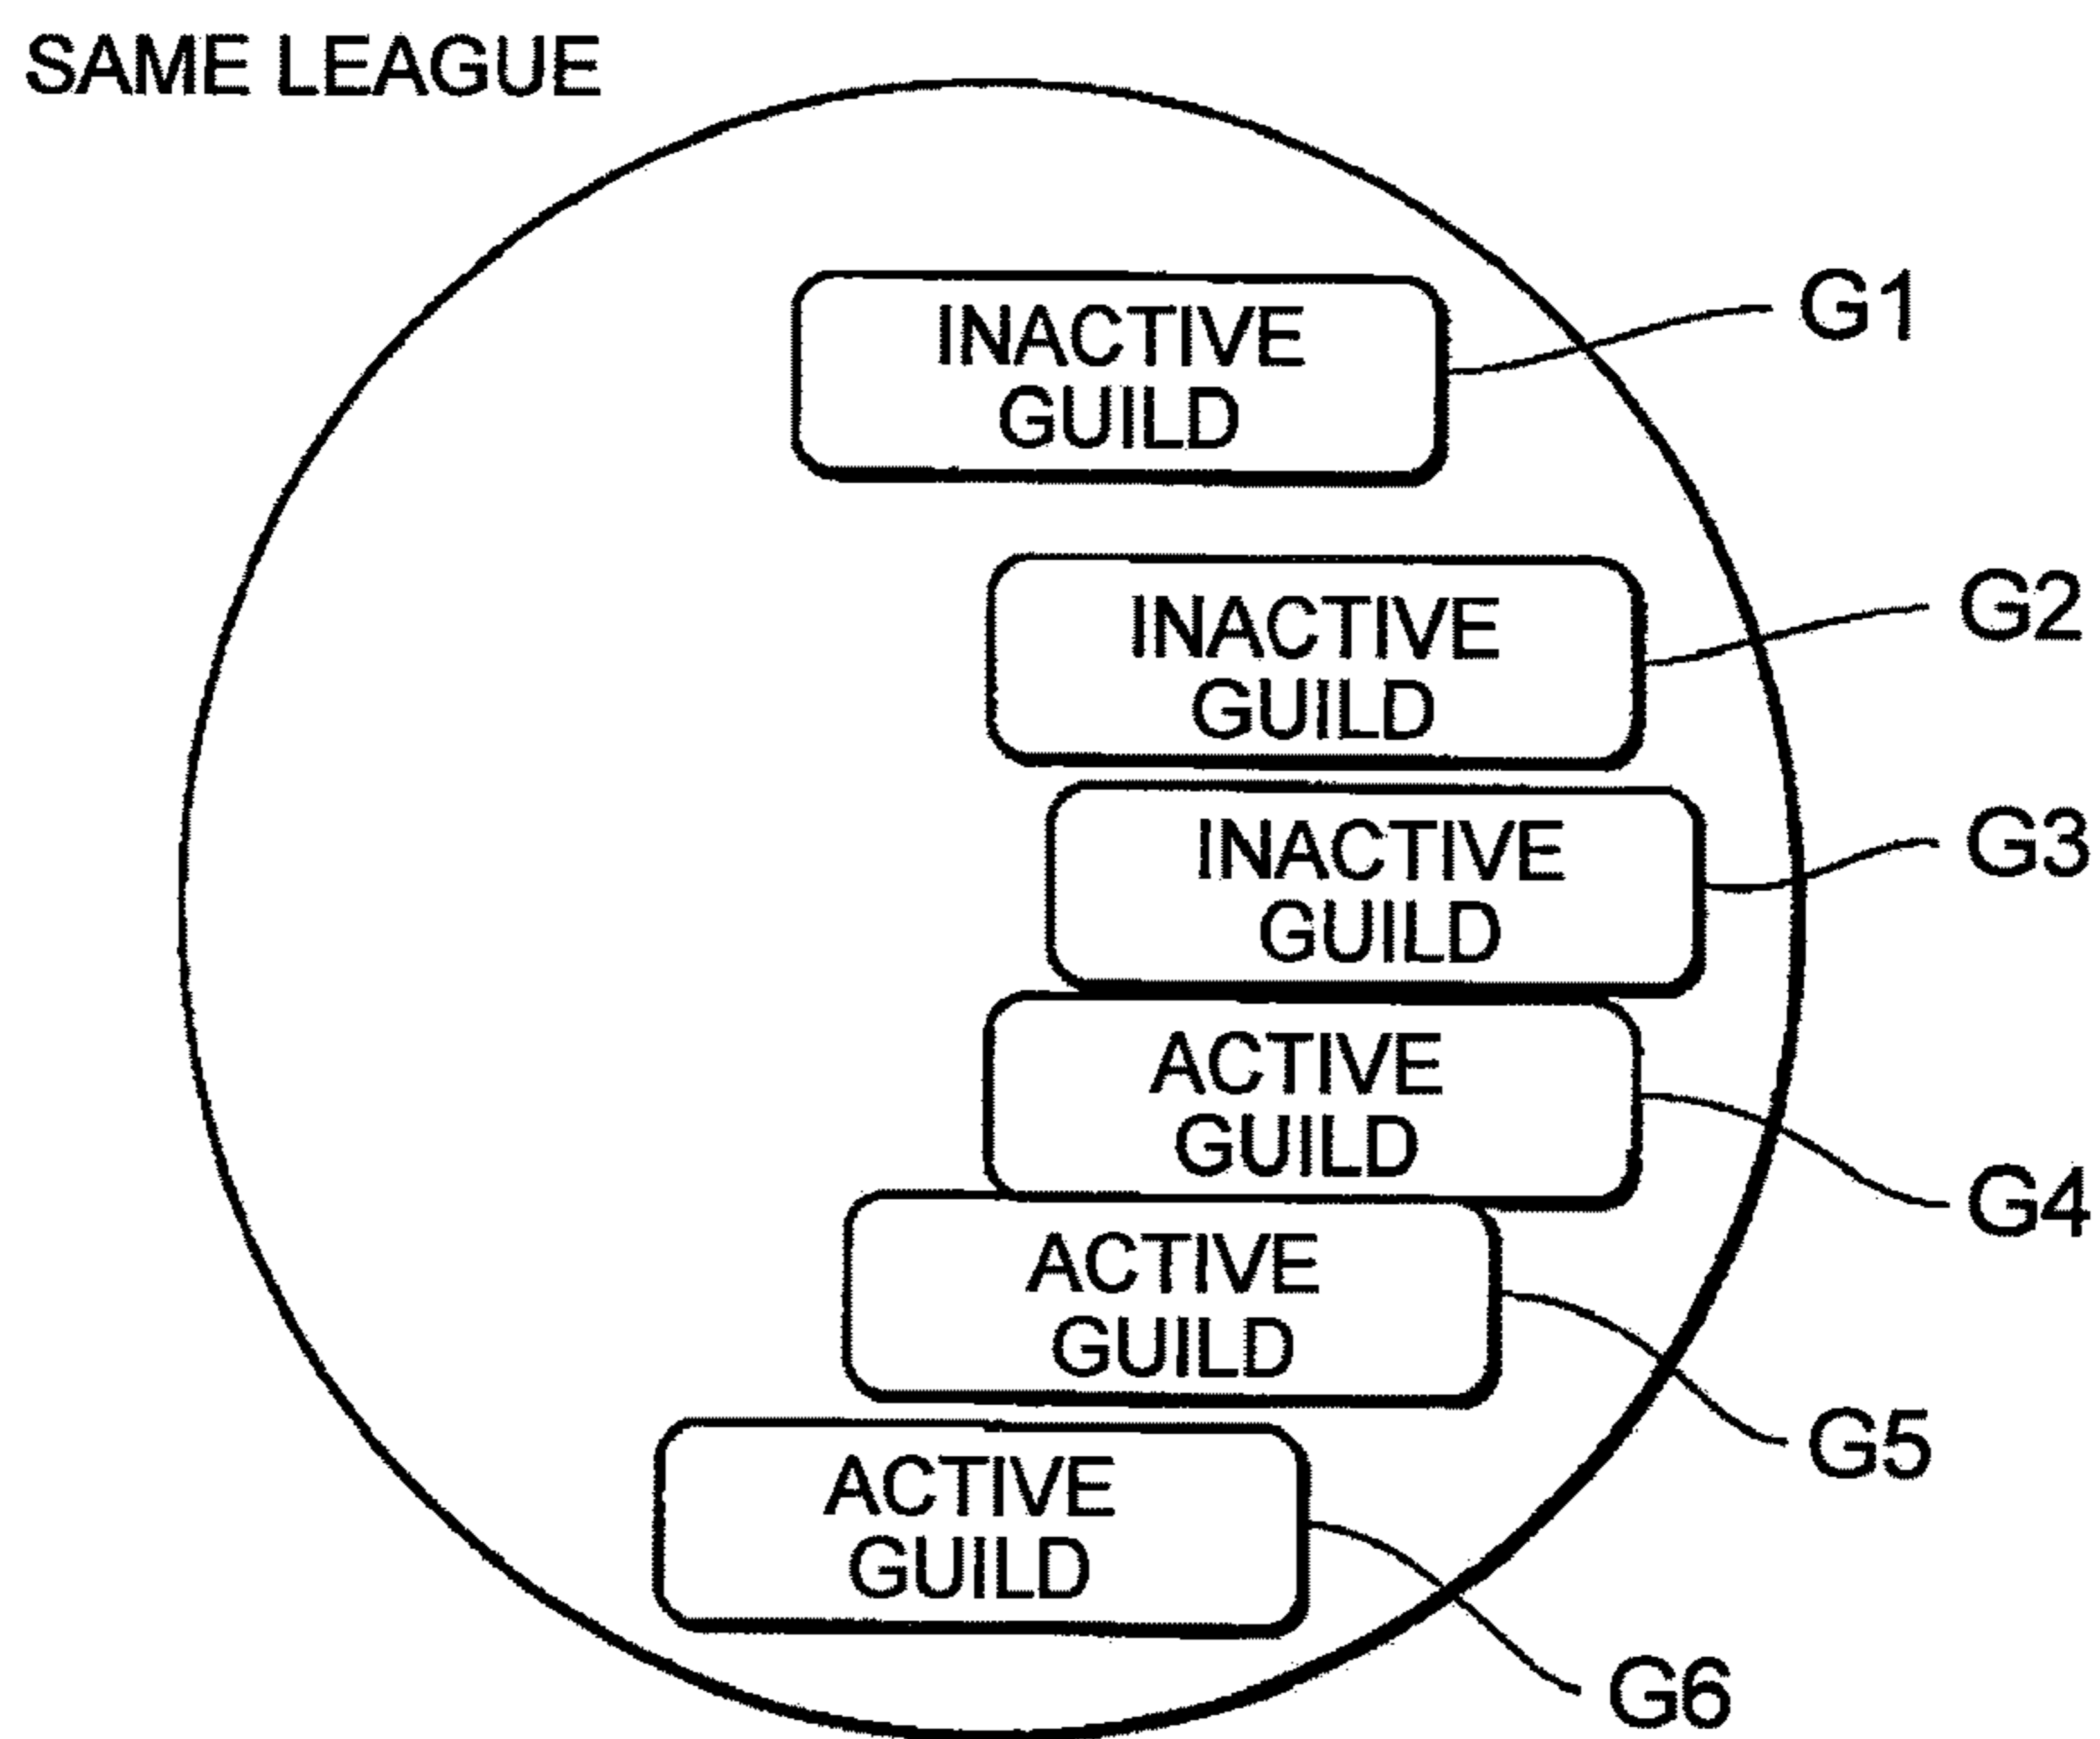 SAME LEAGUE
INACTIVE
GUILD
G1
INACTIVE
GUILD
G2
INACTIVE
GUILD
G3
ACTIVE
GUILD
G4
ACTIVE
GUILD
G5
ACTIVE
GUILD
G6